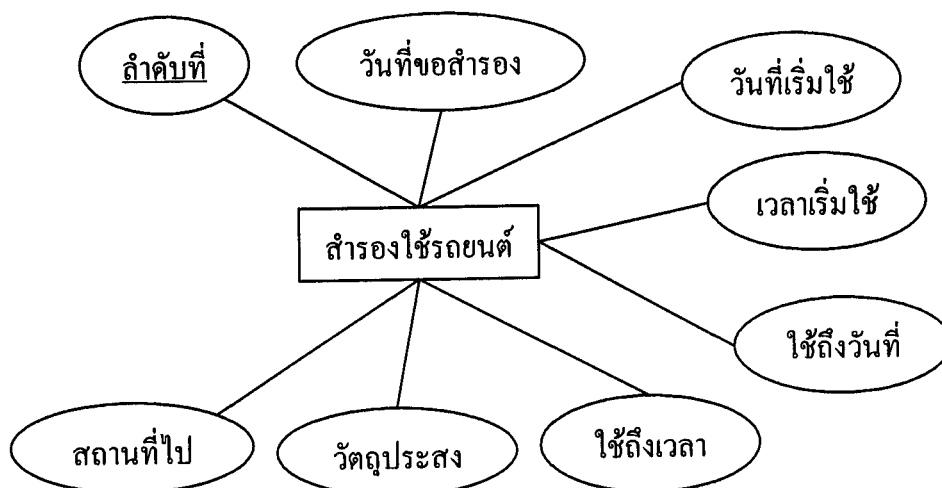 ลำคับที่
วันที่ขอสำรอง
วันที่เริ่มใช้
เวลาเริ่มใช้
สำรองใช้รถยนต์
ใช้ถึงวันที่
สถานที่ไป
วัตถุประสง
ใช้ถึงเวลา